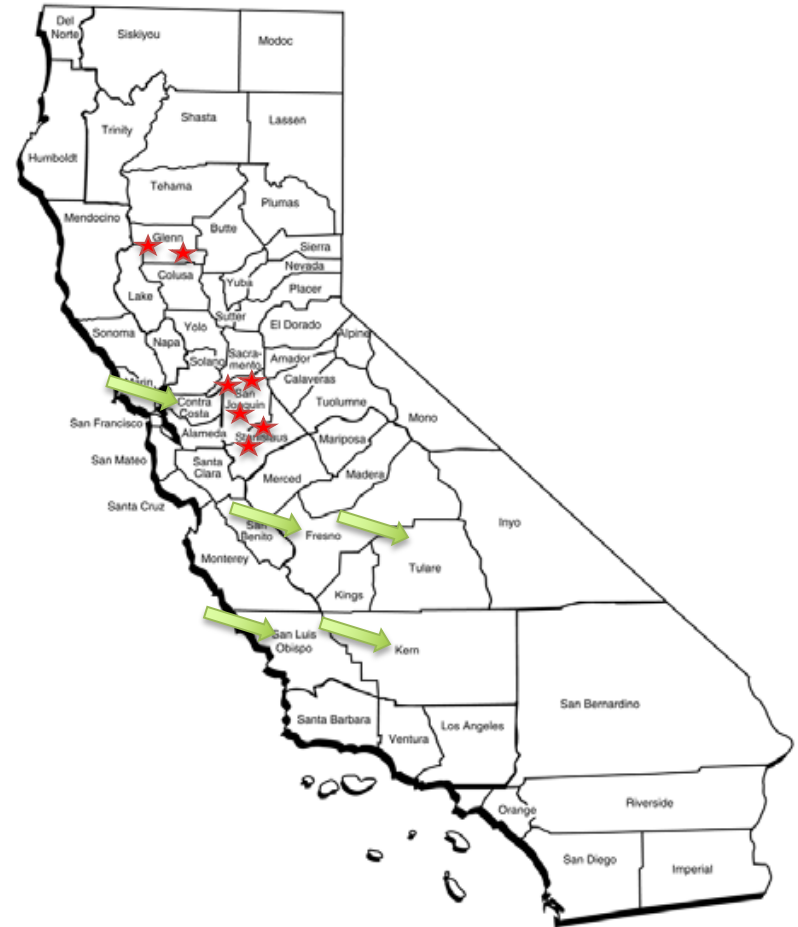 Del
Norte
Siskiyou
Modoc
Shasta
Lassen
Trinity
Humboldt
Tehama
Plumas
Mendocino
Glenn
Butte
Sierra
Nevada
Colusa
Yuba
Placer
Lake
Sutter
El Dorado
Alpine
Sonoma
Yolo
Napa
Solano
Sacra-
mento
Amador
Calaveras
Marin
Contra
Costa
San
Joaquin
Tuolumne
Mono
San Francisco
Alameda
Stanislaus
Mariposa
San Mateo
Santa
Clara
Merced
Madera
Santa Cruz
San
Benito
Fresno
Inyo
Monterey
Tulare
Kings
San Luis
Obispo
Kern
San Bernardino
Santa Barbara
Ventura
Los Angeles
Orange
Riverside
San Diego
Imperial